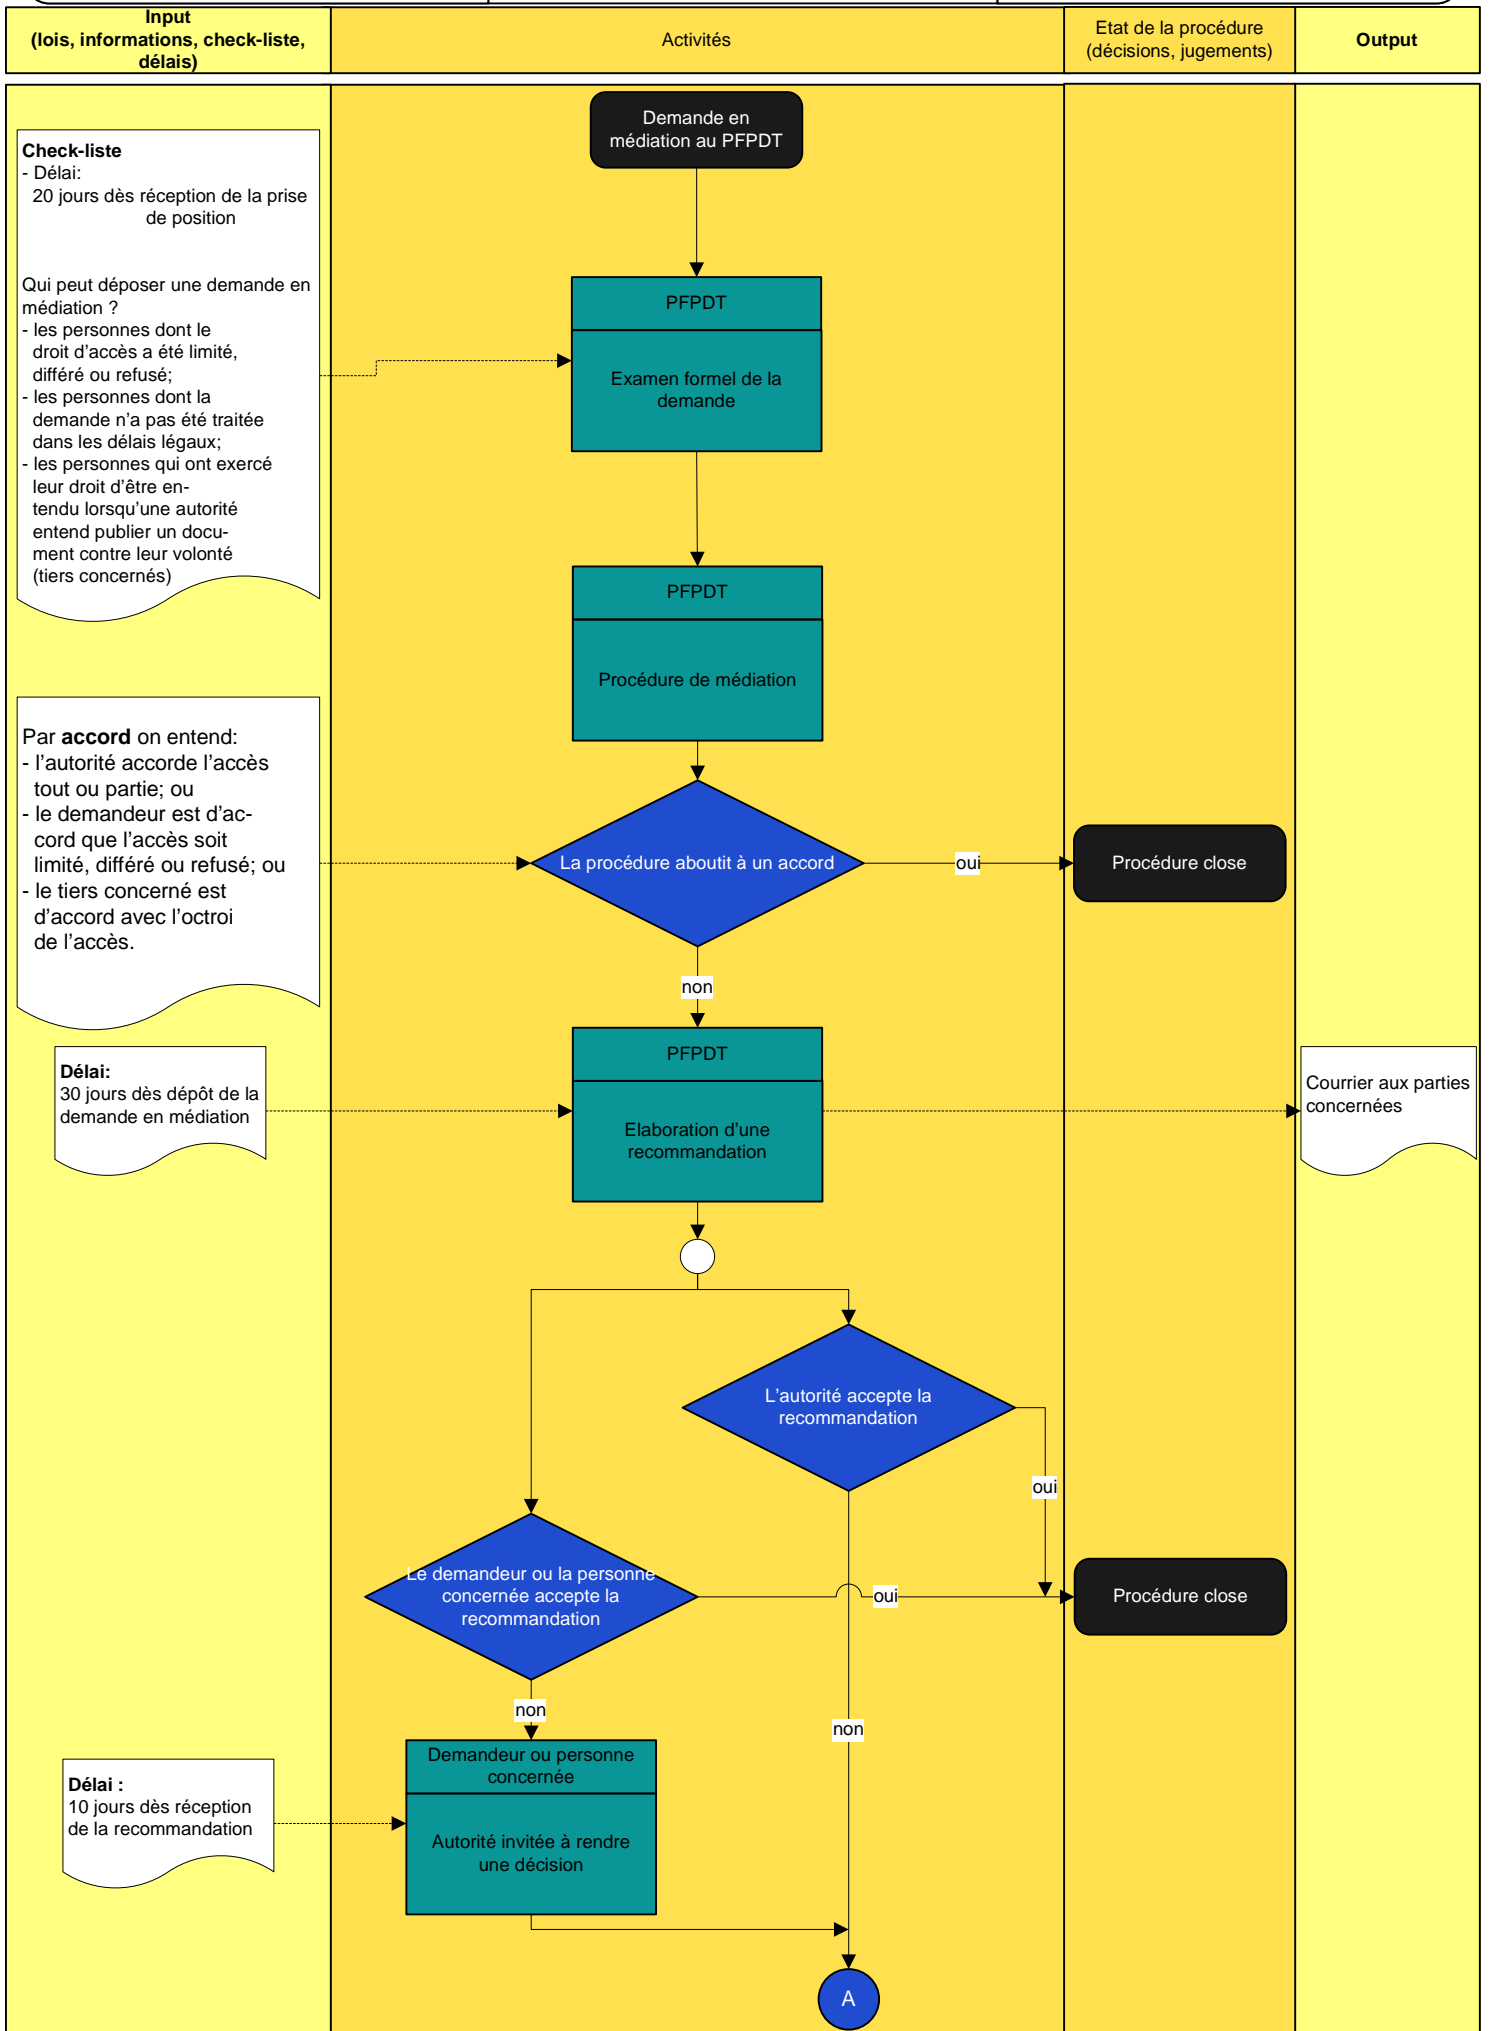 Input
(lois, informations, check-liste,
délais)
Activités
Etat de la procédure
(décisions, jugements)
Output
Demande en
médiation au PFPDT
Check-liste
- Délai:
20 jours dès réception de la prise
de position
Qui peut déposer une demande en
médiation ?
- les personnes dont le
droit d'accès a été limité,
différé ou refusé;
- les personnes dont la
demande n'a pas été traitée
dans les délais légaux;
- les personnes qui ont exercé
leur droit d'être en-
tendu lorsqu'une autorité
entend publier un docu-
ment contre leur volonté
(tiers concernés)
PFPDT
Examen formel de la
demande
PFPDT
Procédure de médiation
Par accord on entend:
- l'autorité accorde l'accès
tout ou partie; ou
- le demandeur est d'ac-
cord que l'accès soit
limité, différé ou refusé; ou
- le tiers concerné est
d'accord avec l'octroi
de l'accès.
La procédure aboutit à un accord
oui
Procédure close
non
Délai:
30 jours dès dépôt de la
demande en médiation
PFPDT
Elaboration d'une
recommandation
Courrier aux parties
concernées
L'autorité accepte la
recommandation
oui
Le demandeur ou la personne
concernée accepte la
recommandation
oui
Procédure close
non
non
Délai :
10 jours dès réception
de la recommandation
Demandeur ou personne
concernée
Autorité invitée à rendre
une décision
A